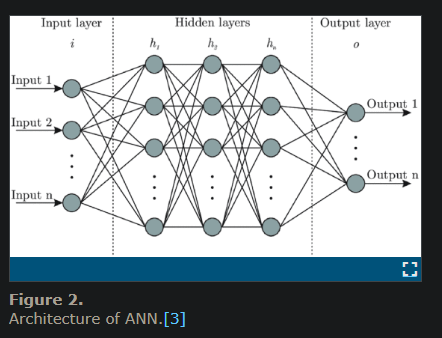 Input layer
Hidden layers
Output layer
i
h₁
h₂
hₙ
o
Input 1
Input 2
Input n
Output 1
Output n
Figure 2.
Architecture of ANN.[3]